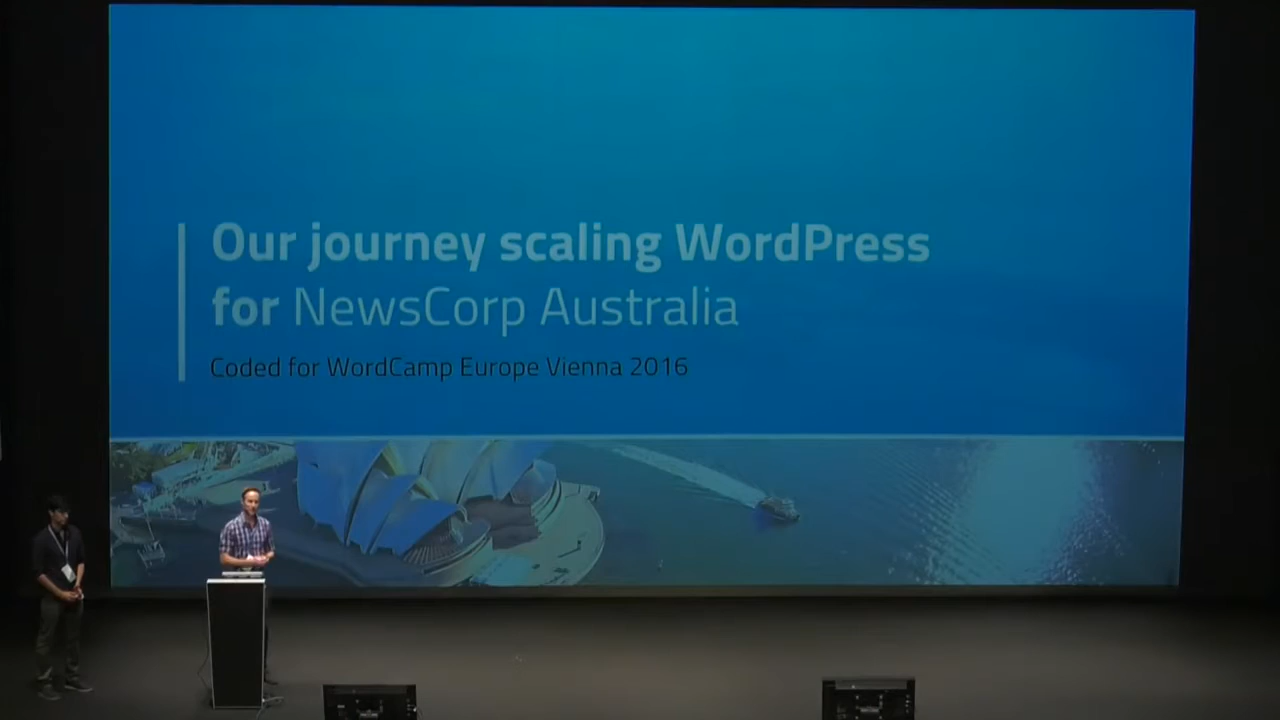 Our journey scaling WordPress
for NewsCorp Australia
Coded for WordCamp Europe Vienna 2016